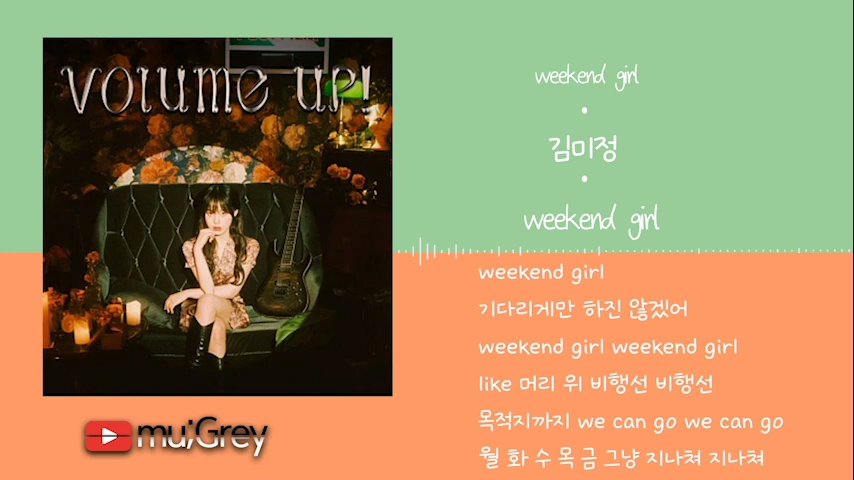 volume up!
weekend girl
김미정
weekend girl
weekend girl
기다리게만 하진 않겠어
weekend girl weekend girl
like 머리 위 비행선 비행선
목적지까지 we can go we can go
월 화 수 목 금 그냥 지나쳐 지나쳐
mu;Grey